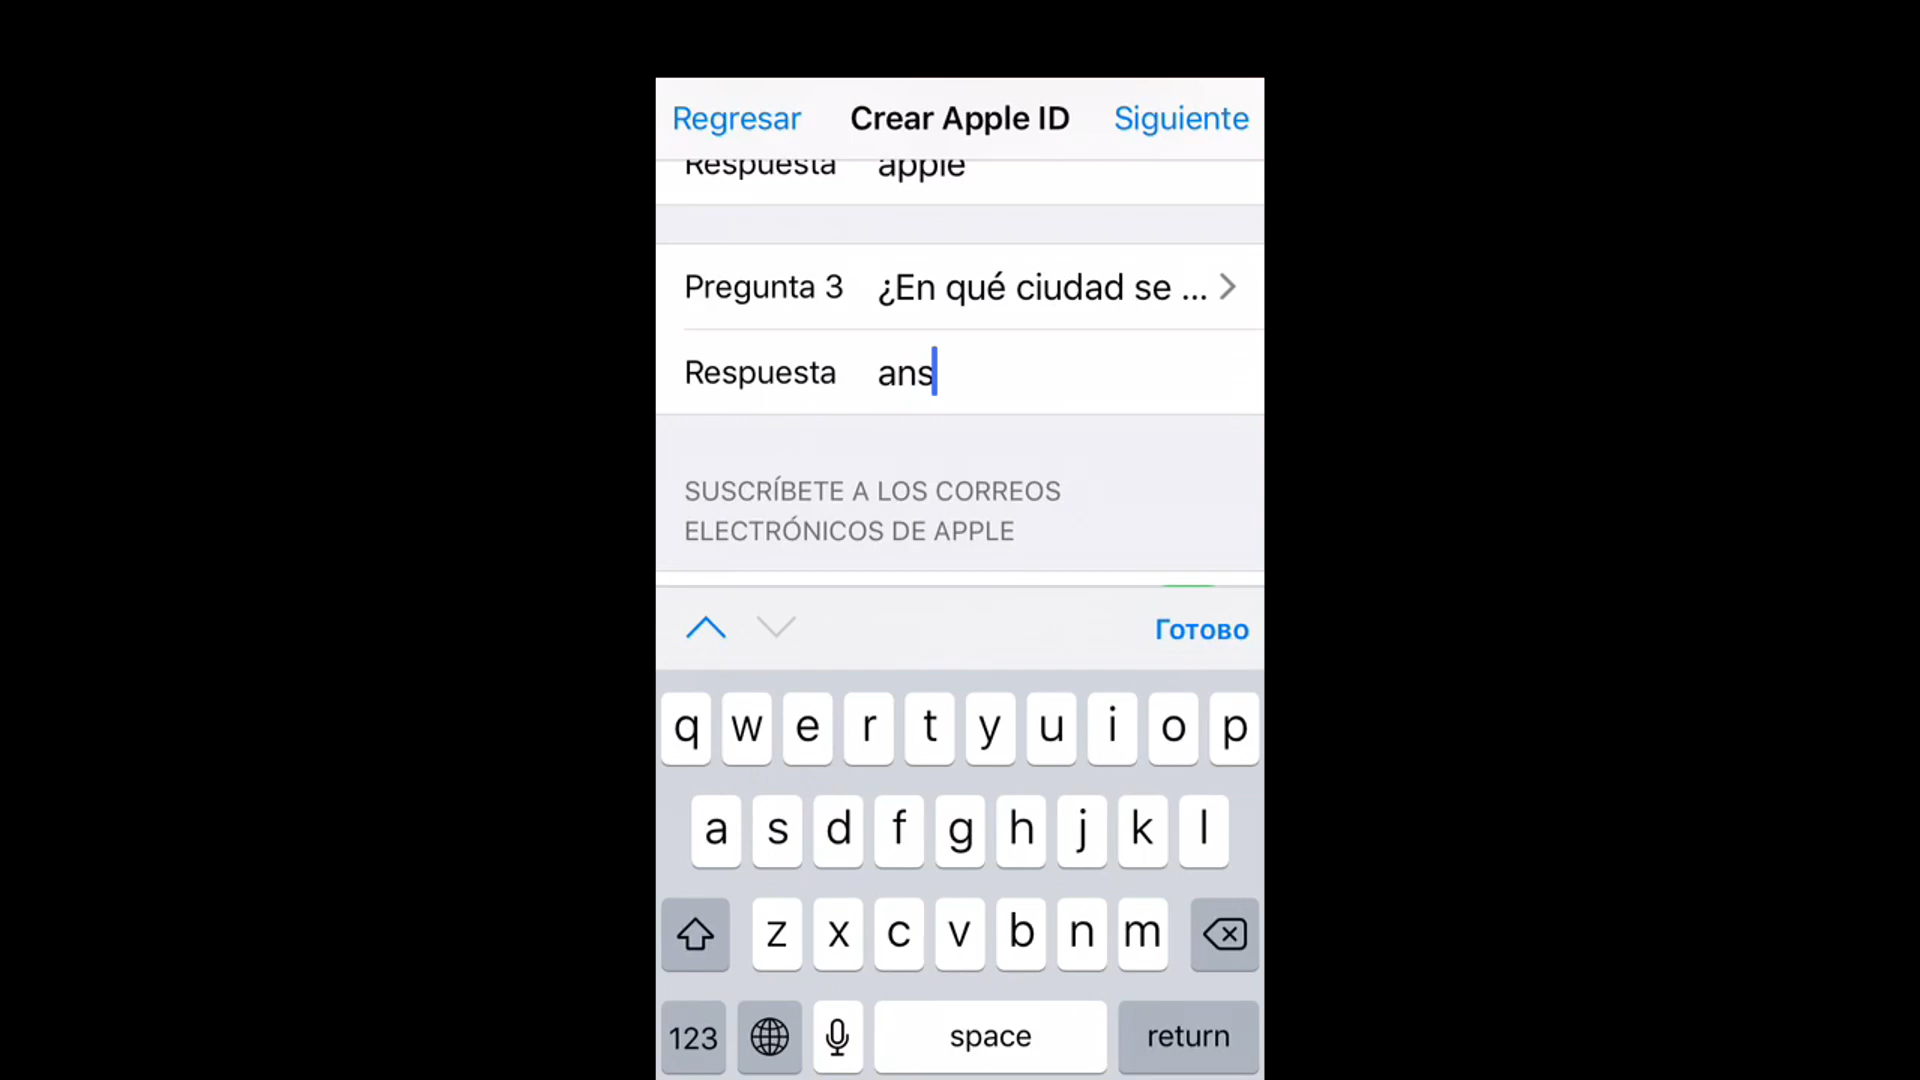 Regresar Crear Apple ID Siguiente
Respuesta apple
Pregunta 3 ¿En qué ciudad se ...
Respuesta ans
SUSCRÍBETE A LOS CORREOS
ELECTRÓNICOS DE APPLE
Готово
q w e r t y u i o p
a s d f g h j k l
z x c v b n m
123 space return